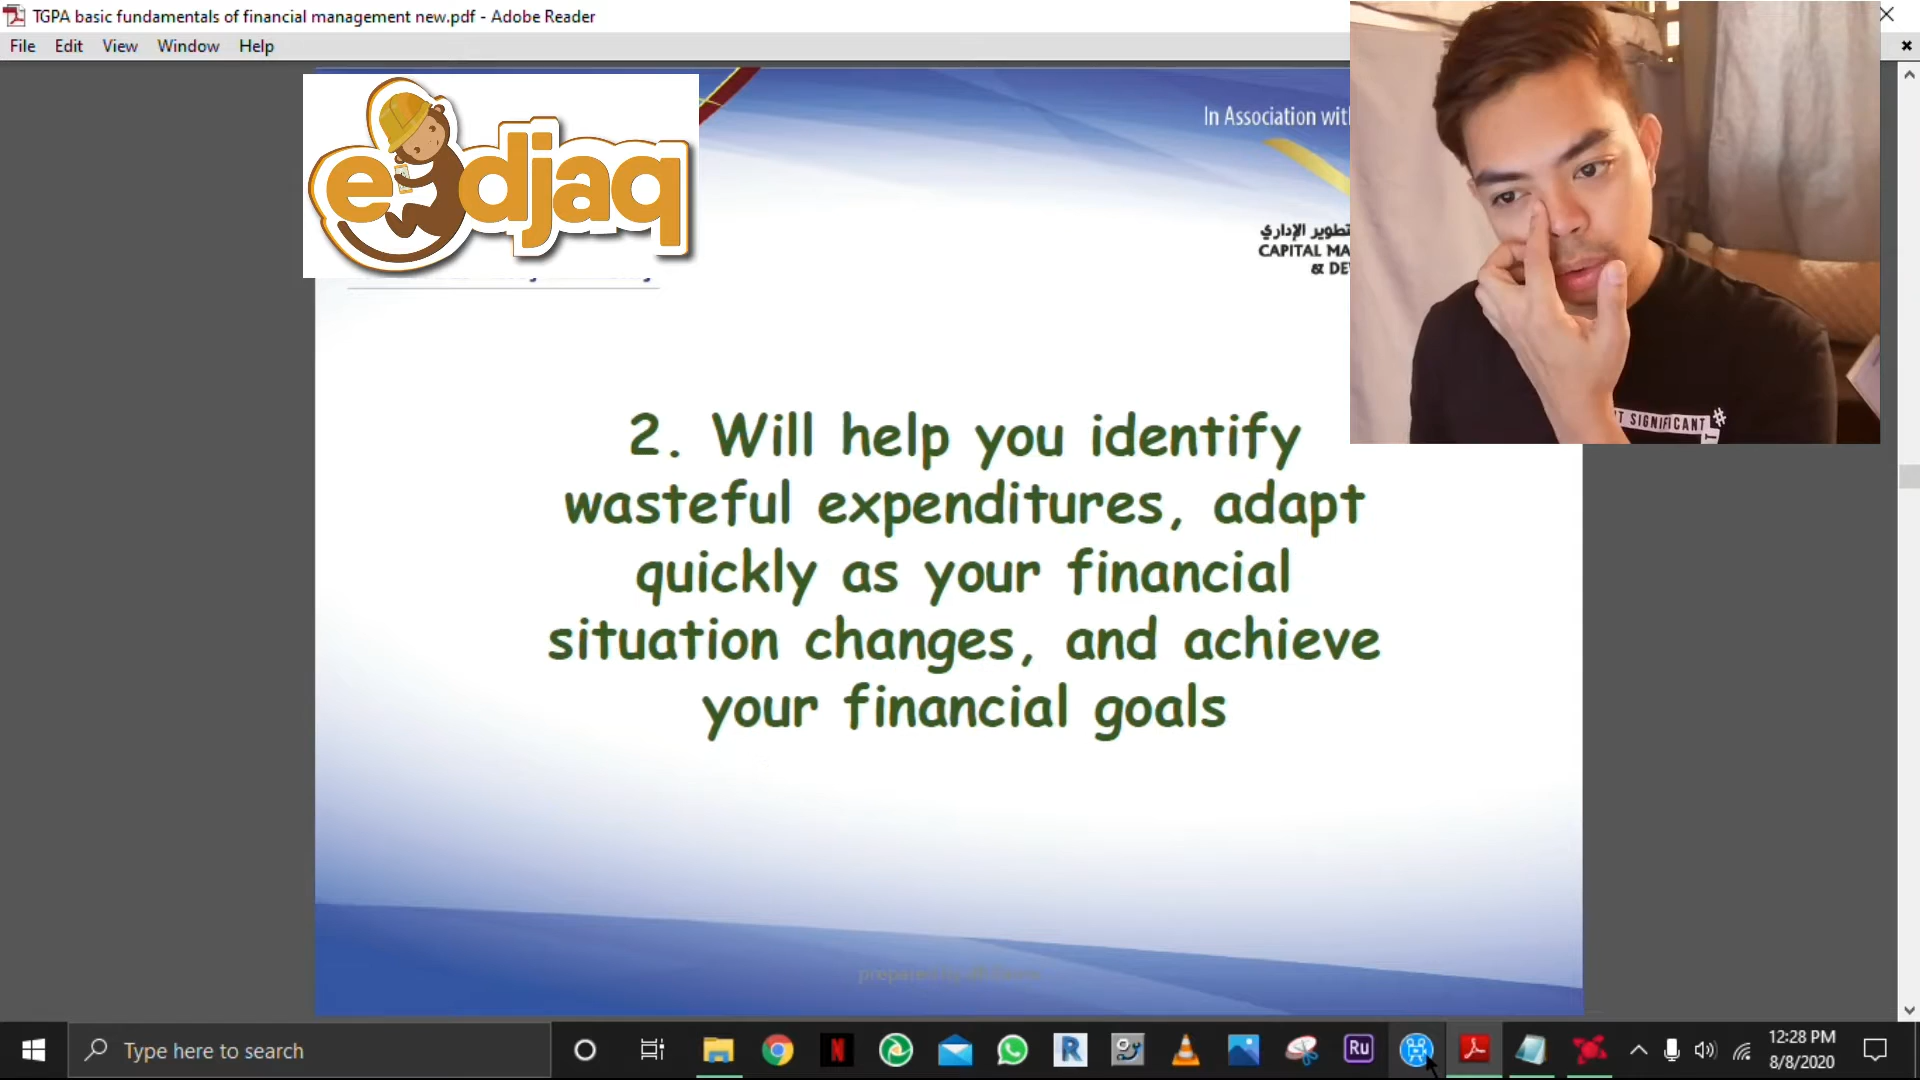 TGPA basic fundamentals of financial management new.pdf - Adobe Reader
File Edit View Window Help
edjaq
In Association wit
تطوير الإداري
CAPITAL MA
& DE
2. Will help you identify
wasteful expenditures, adapt
quickly as your financial
situation changes, and achieve
your financial goals
SIGNIFICANT
Type here to search
N
R
Ru
12:28 PM
8/8/2020